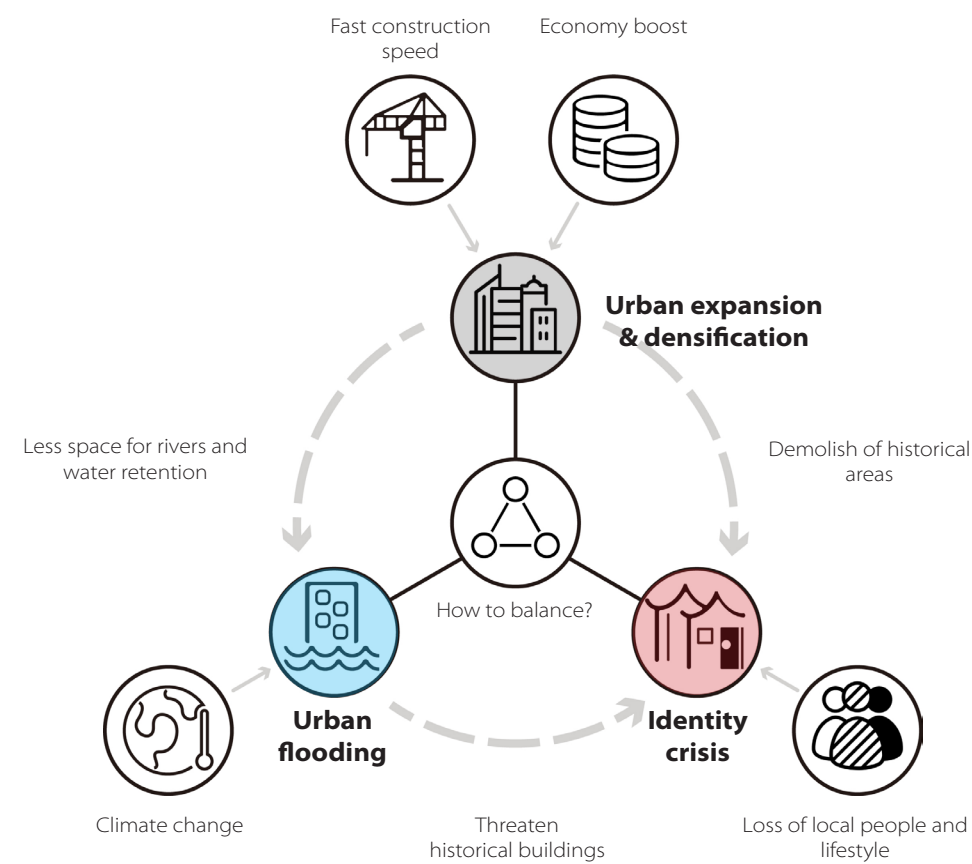 Fast construction
speed
Economy boost
Urban expansion
& densification
Less space for rivers and
water retention
Demolish of historical
areas
How to balance?
Urban
flooding
Identity
crisis
Climate change
Threaten
historical buildings
Loss of local people and
lifestyle